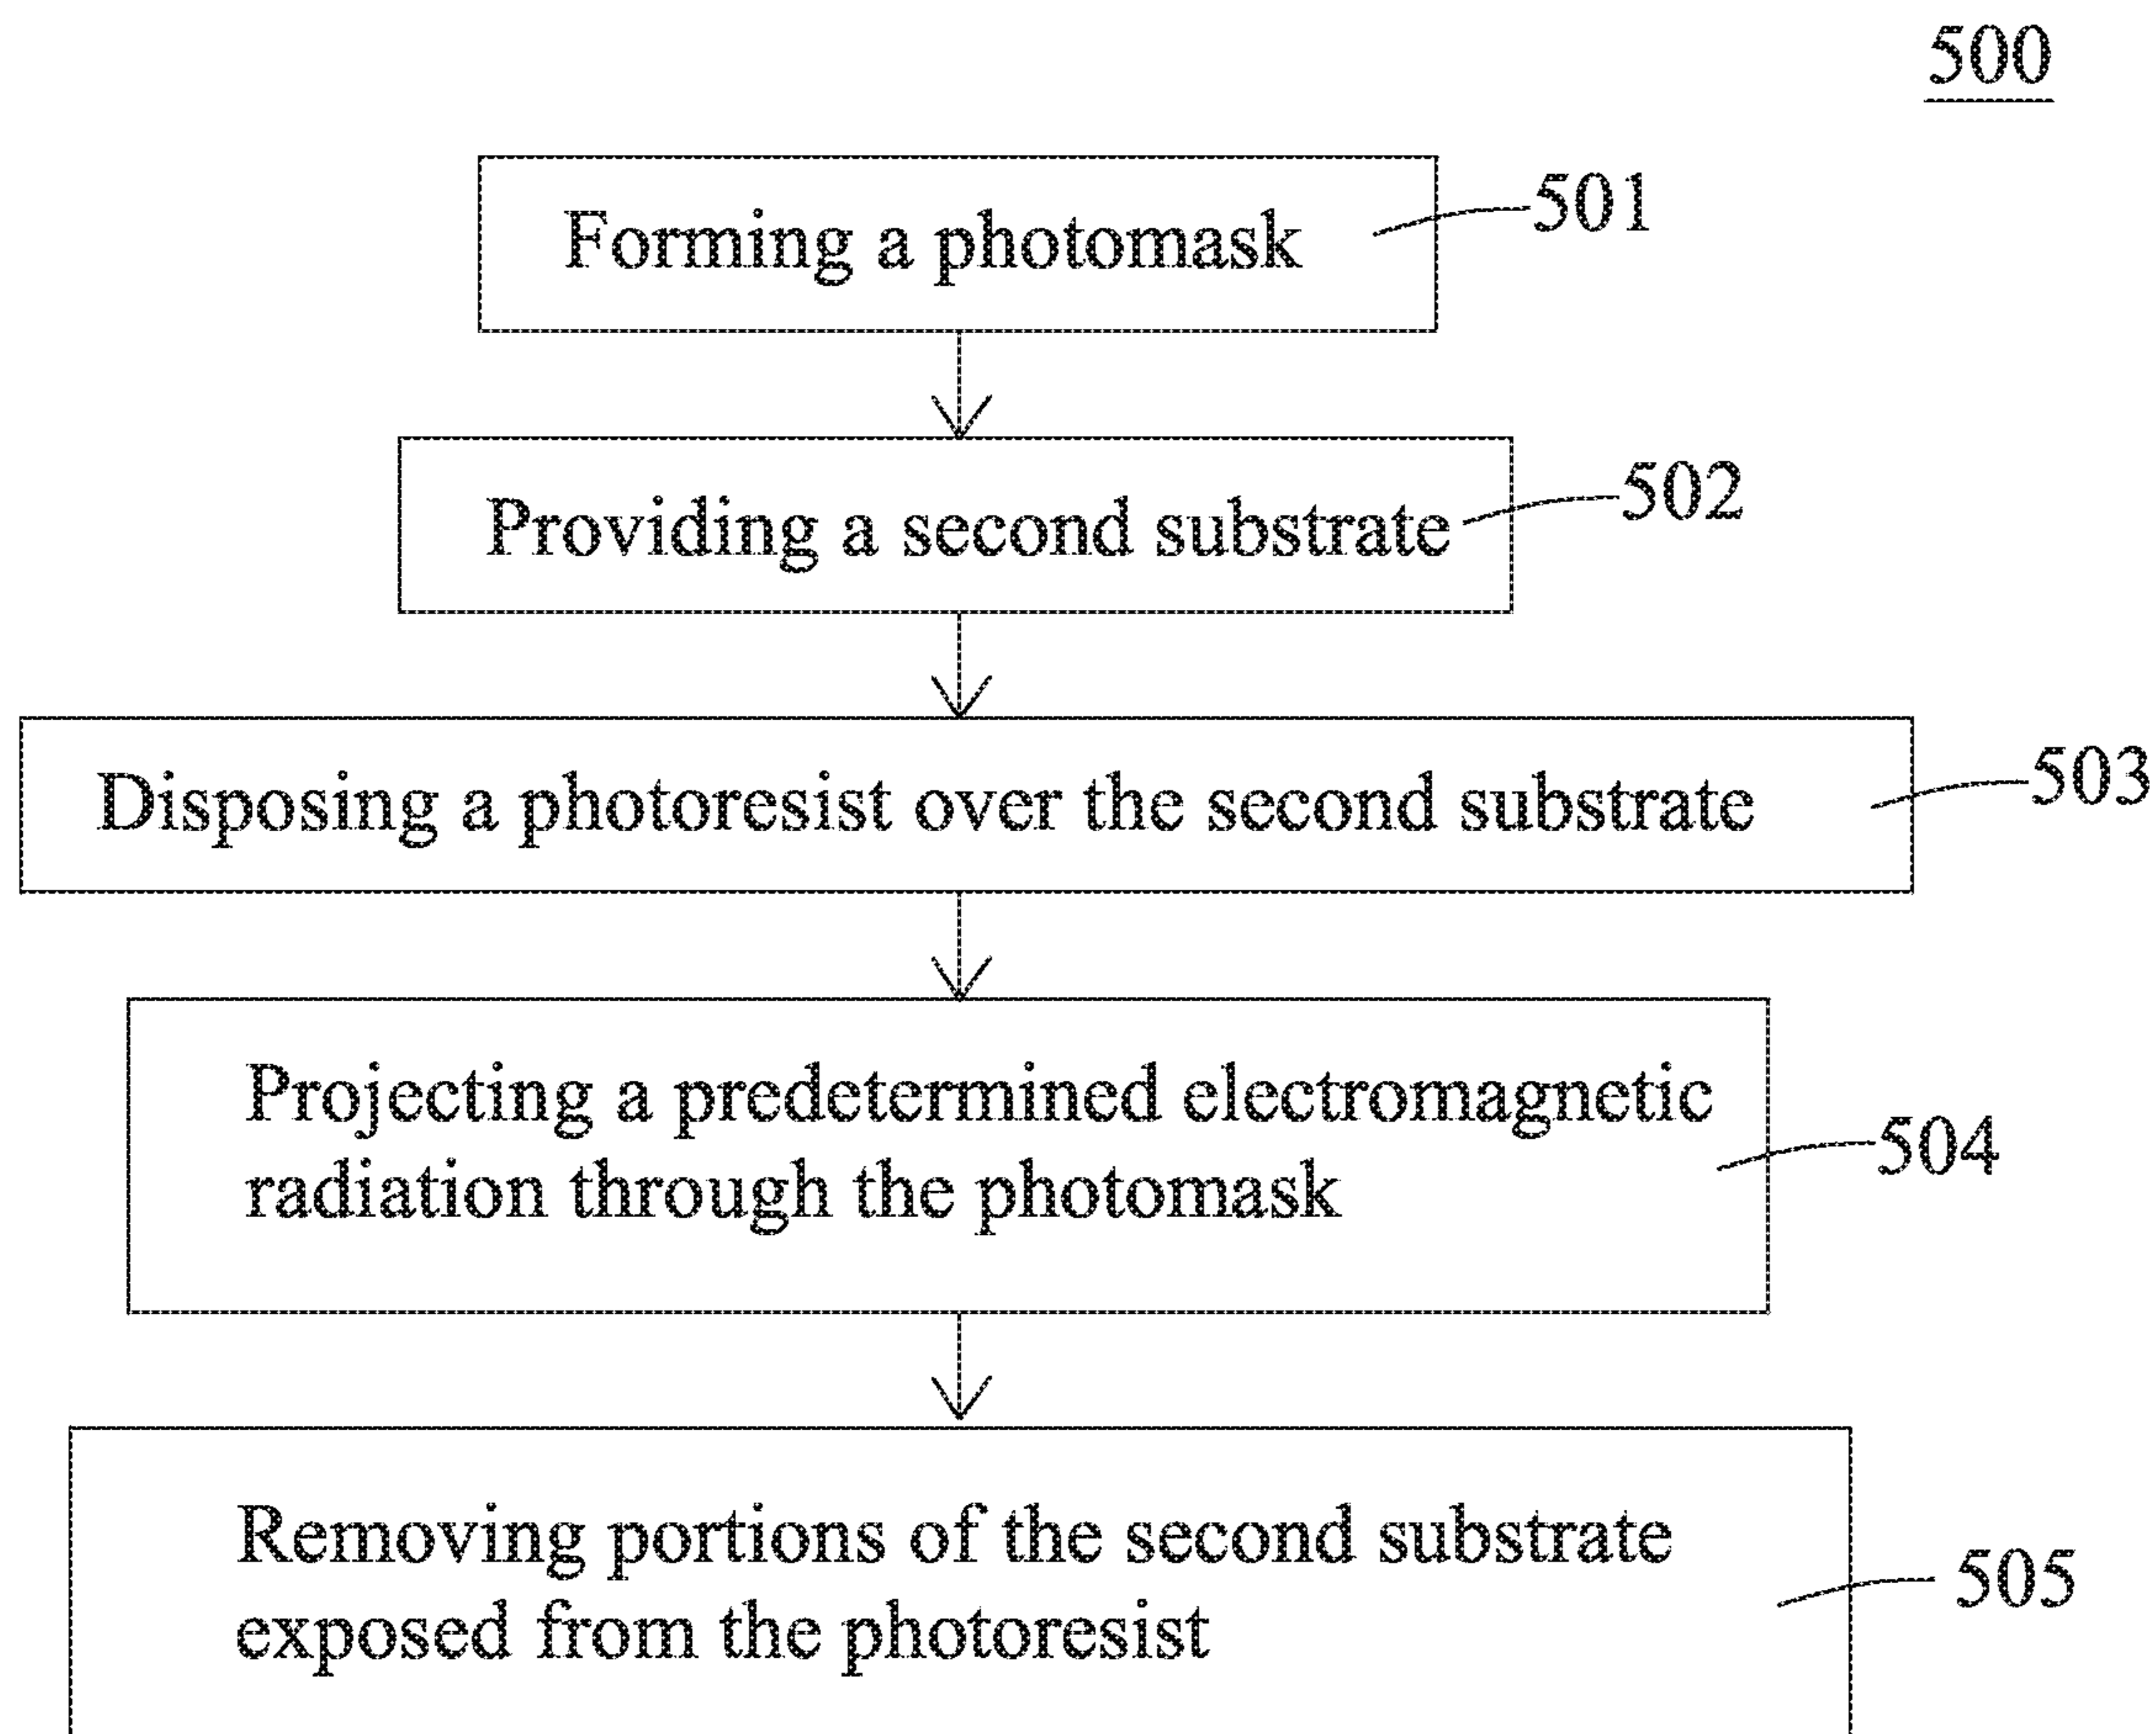 500
Forming a photomask
501
Providing a second substrate
502
Disposing a photoresist over the second substrate
503
Projecting a predetermined electromagnetic
radiation through the photomask
504
Removing portions of the second substrate
exposed from the photoresist
505